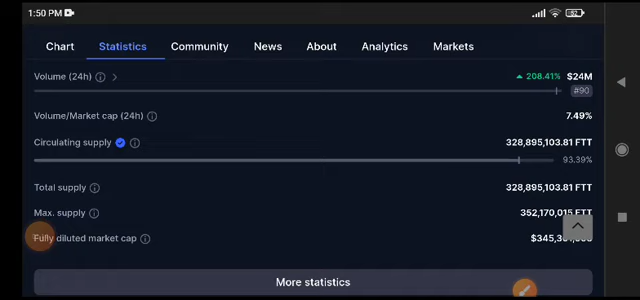 1:50 PM
Chart Statistics Community News About Analytics Markets
Volume (24h) 208.41% $24M
#90
Volume/Market cap (24h) 7.49%
Circulating supply 328,895,103.81 FTT
93.39%
Total supply 328,895,103.81 FTT
Max. supply 352,170,015 FTT
Fully diluted market cap
More statistics